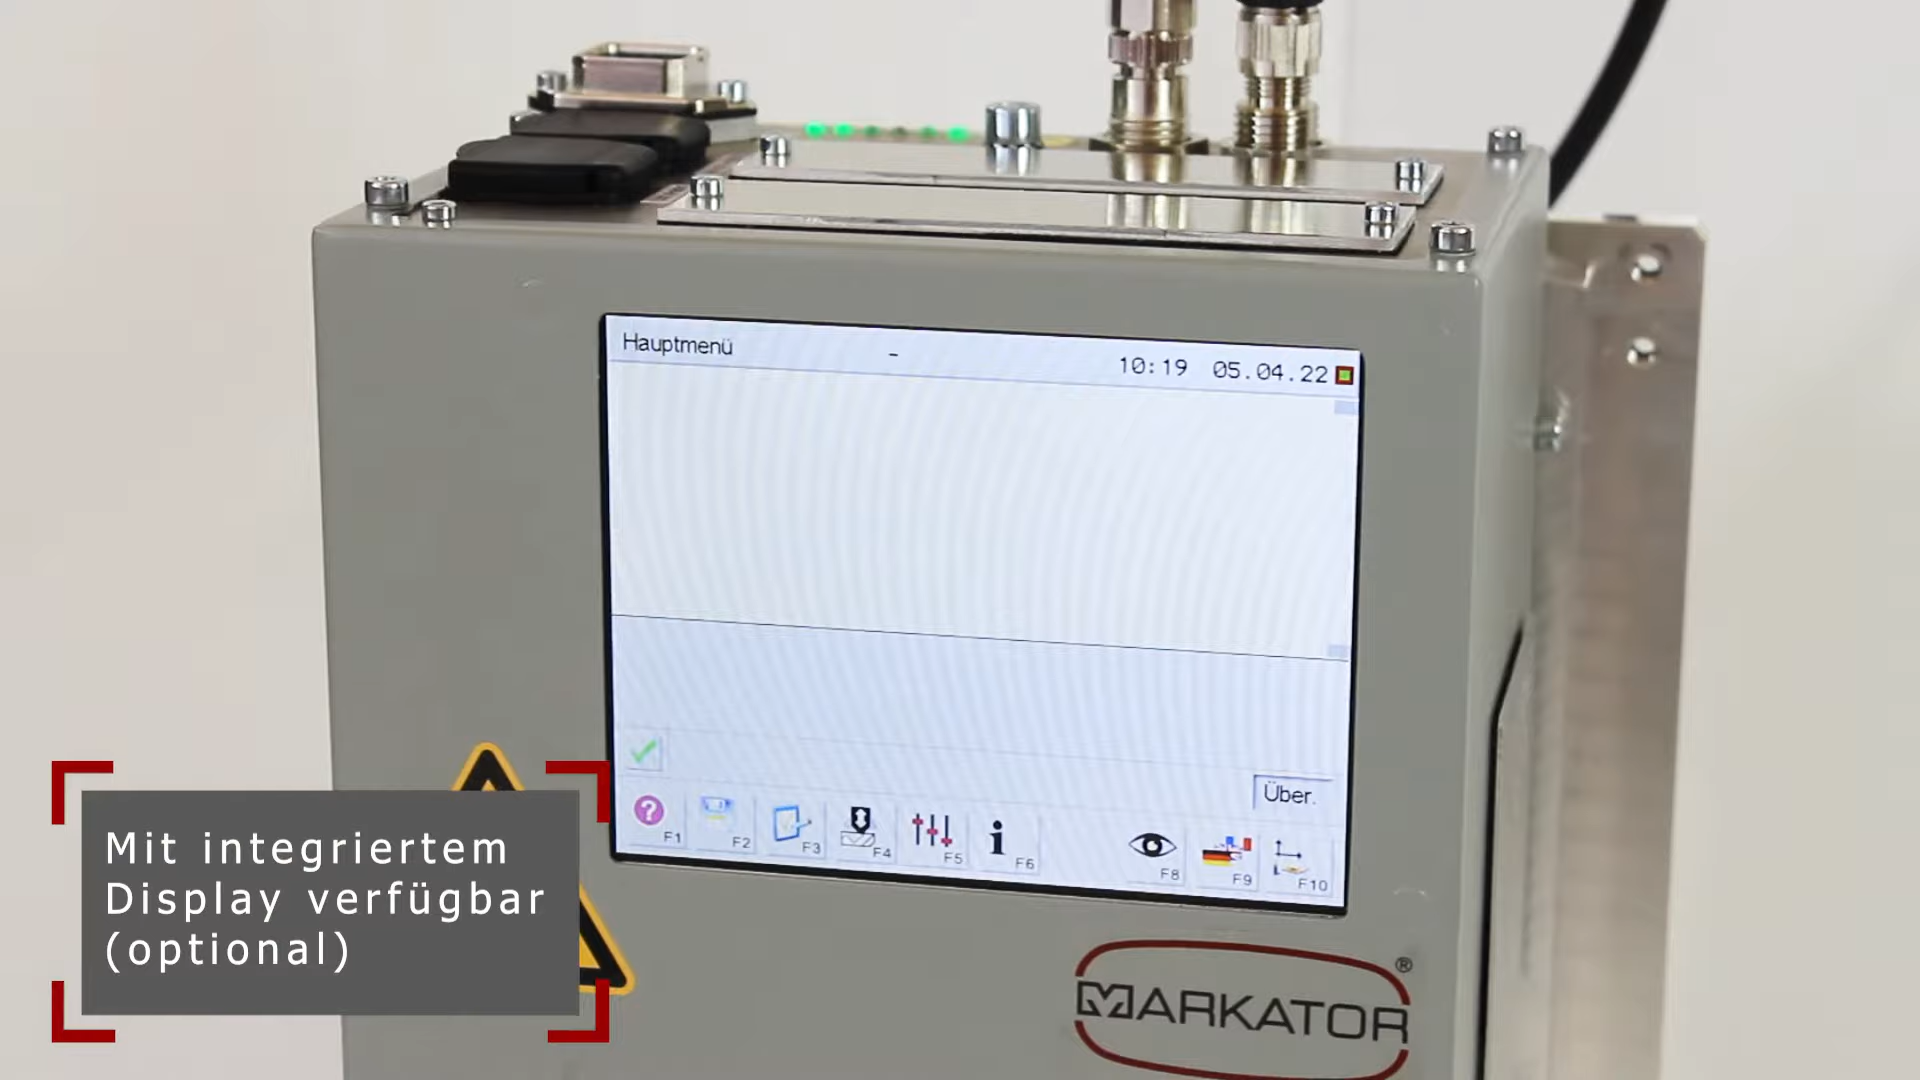 Hauptmenü - 10:19 05.04.22
Über.
F1 F2 F3 F4 F5 F6 F8 F9 F10
Mit integriertem
Display verfügbar
(optional)
MARKATOR®